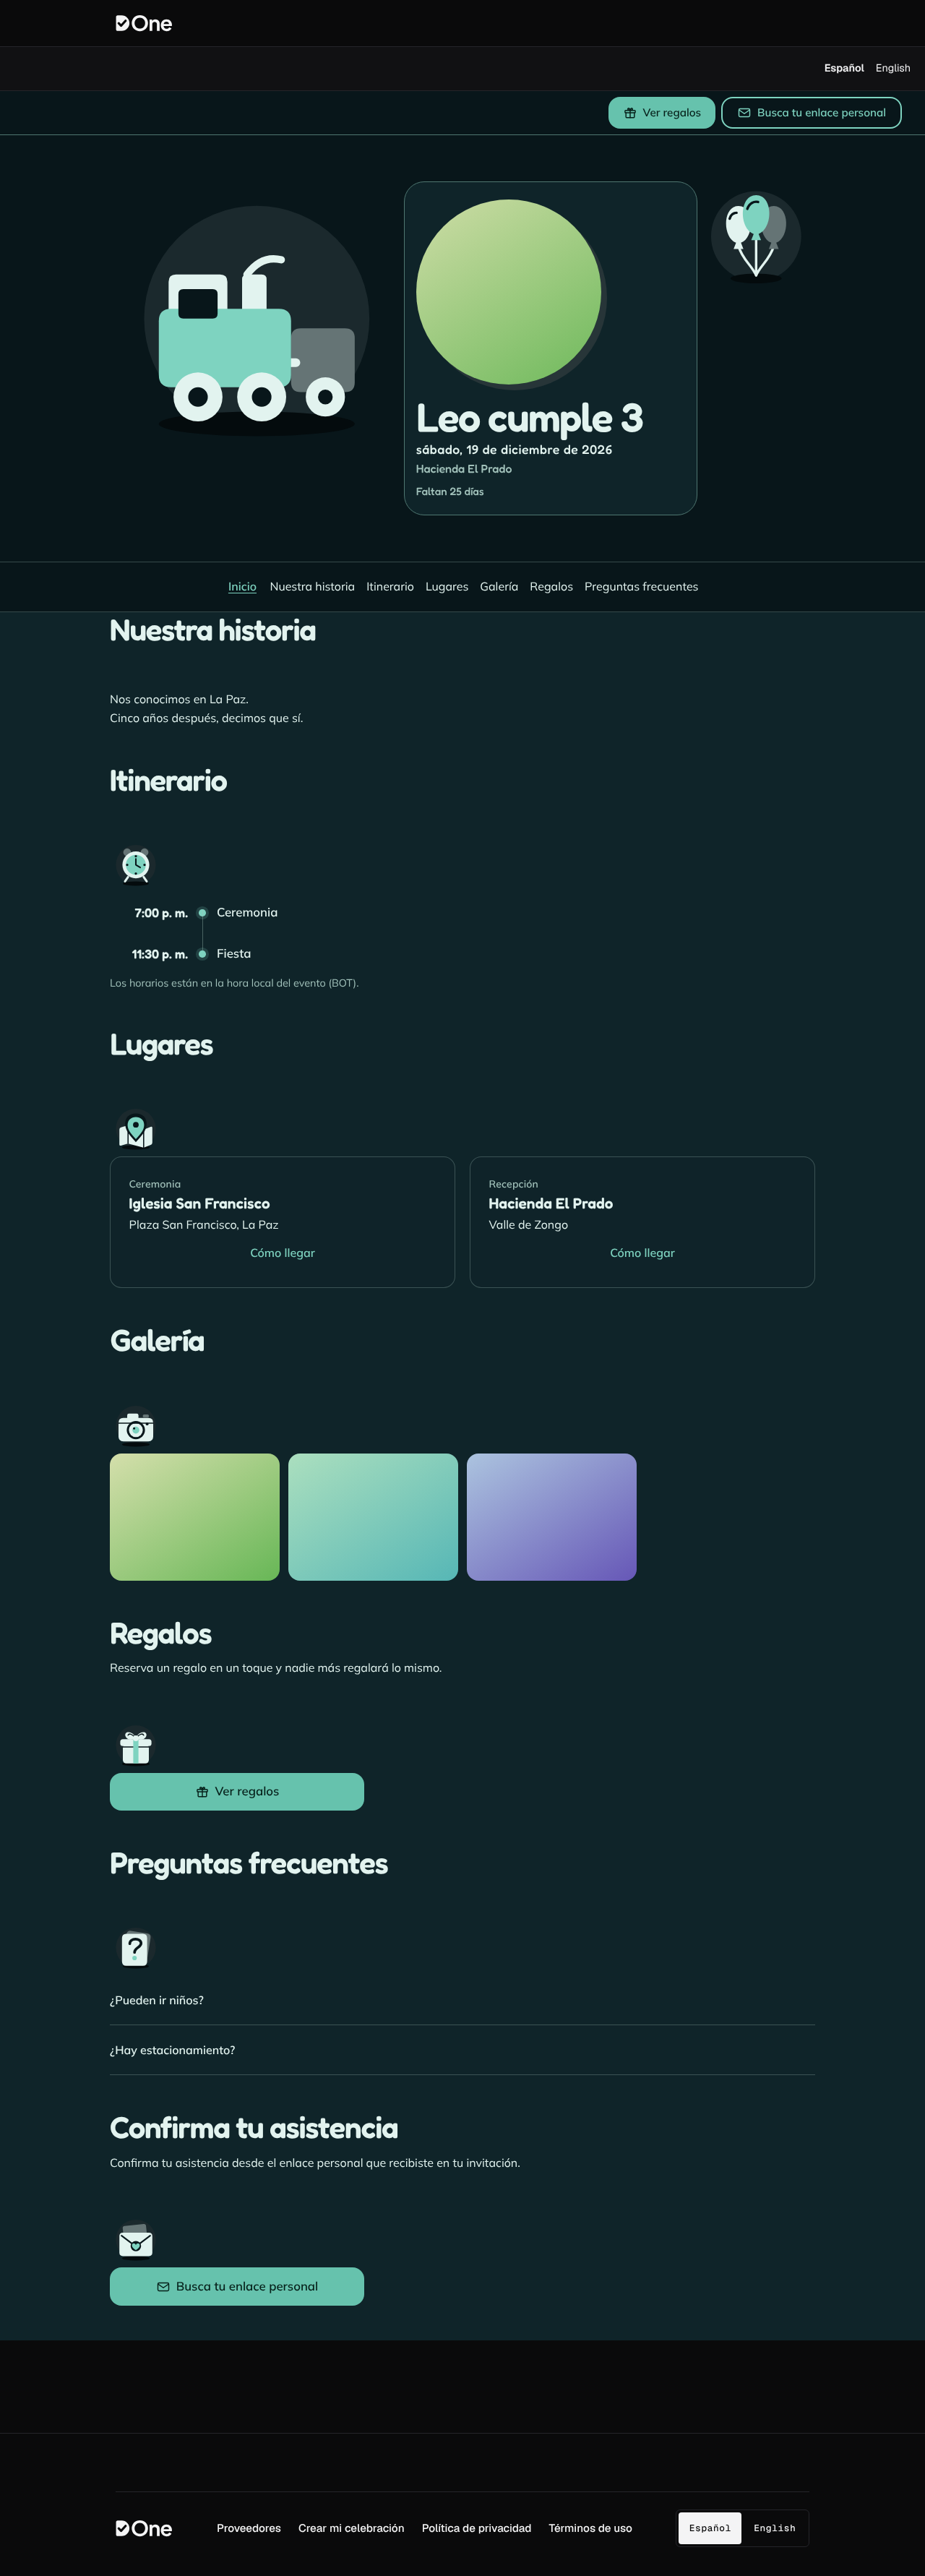 One
Español English
Ver regalos Busca tu enlace personal
Leo cumple 3
sábado, 19 de diciembre de 2026
Hacienda El Prado
Faltan 25 días
Inicio Nuestra historia Itinerario Lugares Galería Regalos Preguntas frecuentes
Nuestra historia
Nos conocimos en La Paz.
Cinco años después, decimos que sí.
Itinerario
7:00 p. m. Ceremonia
11:30 p. m. Fiesta
Los horarios están en la hora local del evento (BOT).
Lugares
Ceremonia
Iglesia San Francisco
Plaza San Francisco, La Paz
Cómo llegar
Recepción
Hacienda El Prado
Valle de Zongo
Cómo llegar
Galería
Regalos
Reserva un regalo en un toque y nadie más regalará lo mismo.
Ver regalos
Preguntas frecuentes
?
¿Pueden ir niños?
¿Hay estacionamiento?
Confirma tu asistencia
Confirma tu asistencia desde el enlace personal que recibiste en tu invitación.
Busca tu enlace personal
One Proveedores Crear mi celebración Política de privacidad Términos de uso Español English